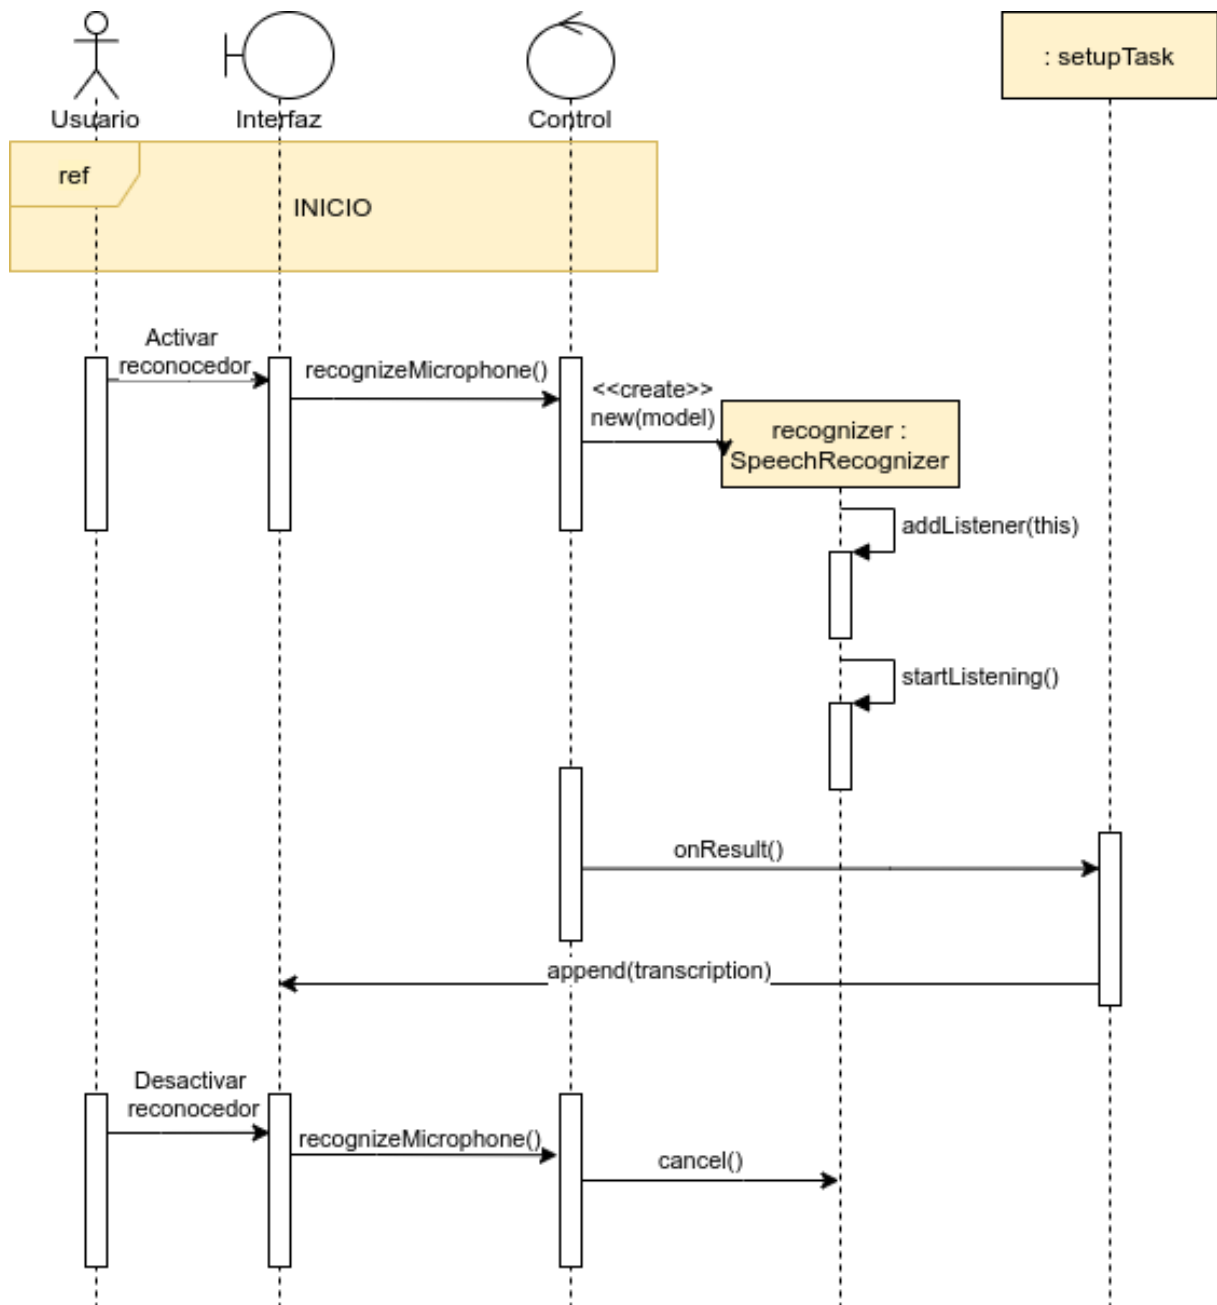 : setupTask
Usuario
Interfaz
Control
ref
INICIO
Activar
reconocedor
recognizeMicrophone()
<<create>>
new(model)
recognizer :
SpeechRecognizer
addListener(this)
startListening()
onResult()
append(transcription)
Desactivar
reconocedor
recognizeMicrophone()
cancel()